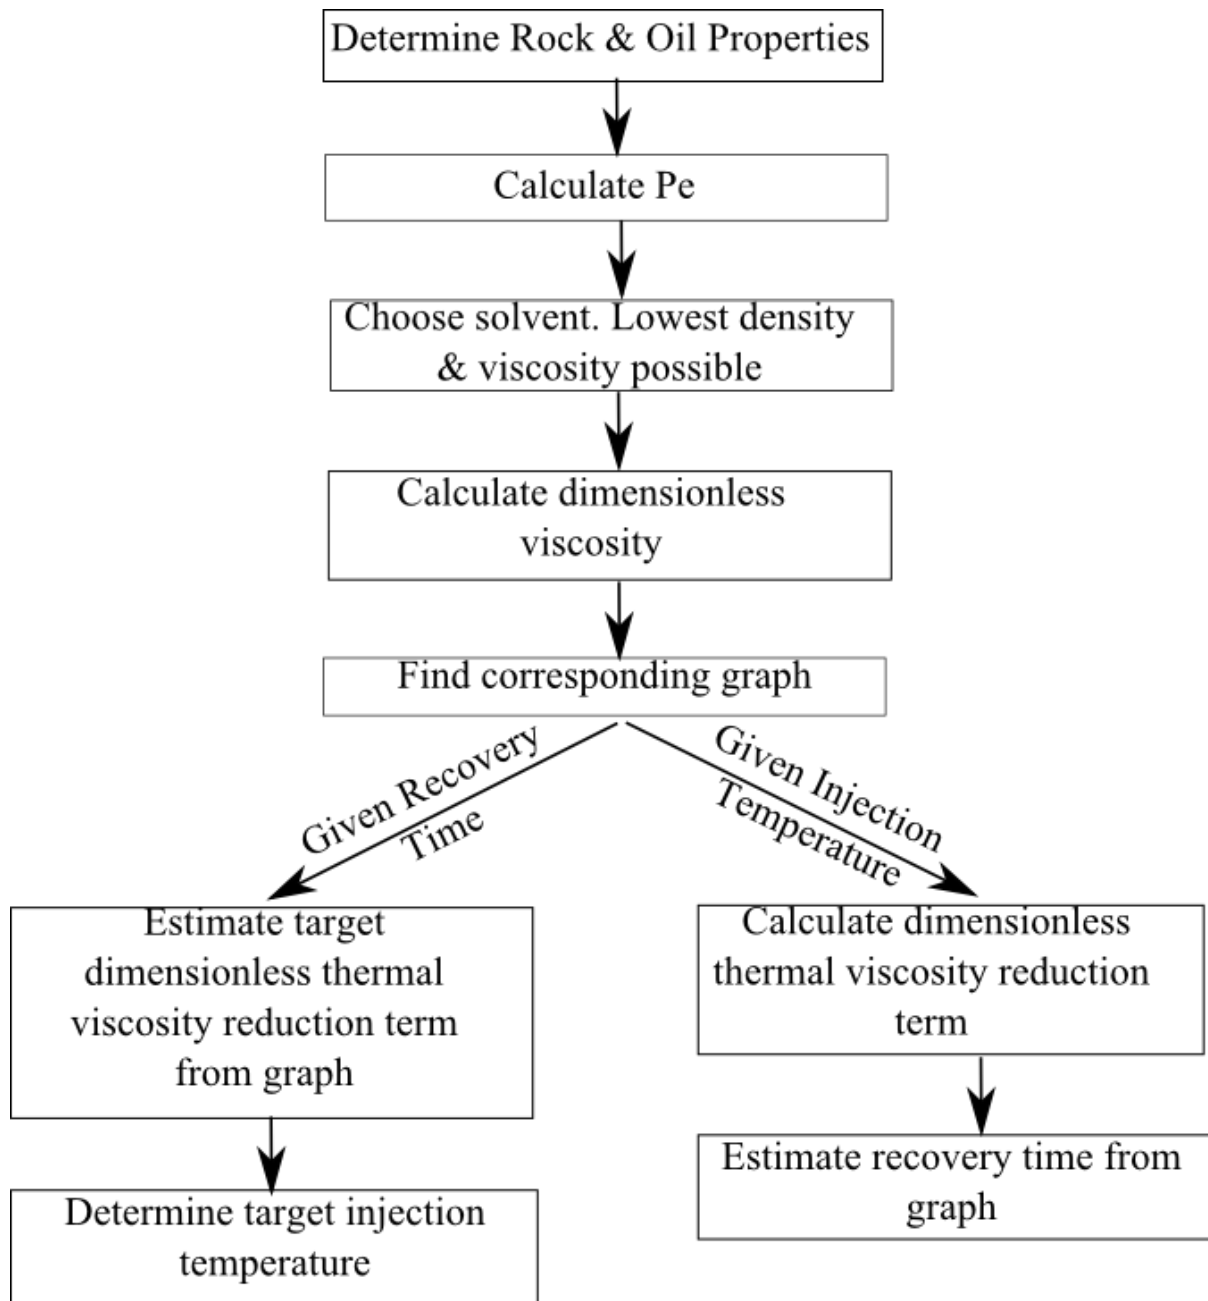 Determine Rock & Oil Properties
Calculate Pe
Choose solvent. Lowest density
& viscosity possible
Calculate dimensionless
viscosity
Find corresponding graph
Given Recovery
Time
Given Injection
Temperature
Estimate target
dimensionless thermal
viscosity reduction term
from graph
Determine target injection
temperature
Calculate dimensionless
thermal viscosity reduction
term
Estimate recovery time from
graph